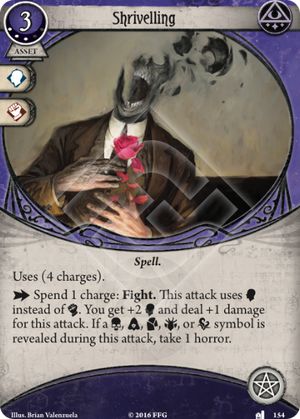 3
Shrivelling
ASSET
Spell.
Uses (4 charges).
Spend 1 charge: Fight. This attack uses
instead of . You get +2 and deal +1 damage
for this attack. If a , , , , or symbol is
revealed during this attack, take 1 horror.
Illus. Brian Valenzuela © 2016 FFG 154